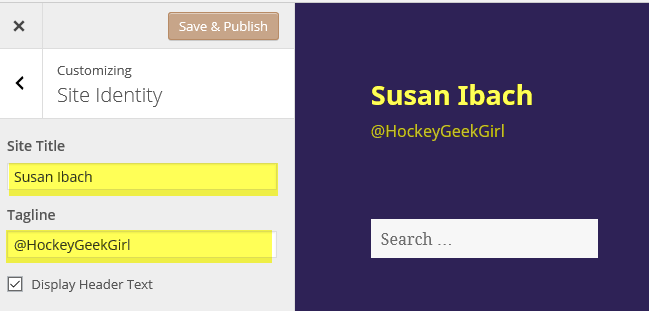 Save & Publish
Customizing
Site Identity
Site Title
Susan Ibach
Tagline
@HockeyGeekGirl
Display Header Text
Susan Ibach
@HockeyGeekGirl
Search …